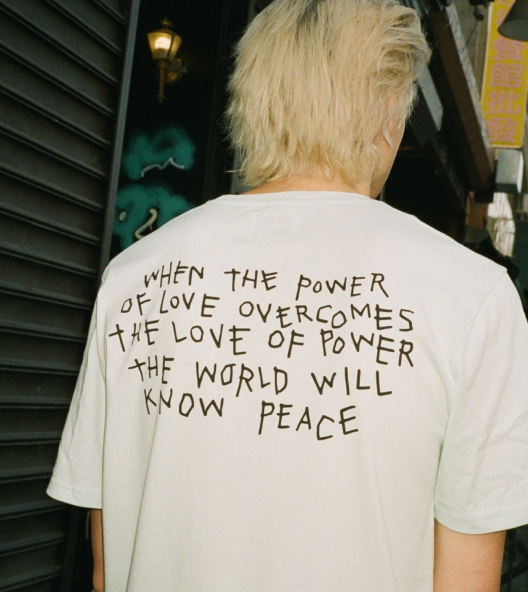 WHEN THE POWER
OF LOVE OVERCOMES
THE LOVE OF POWER
THE WORLD WILL
KNOW PEACE